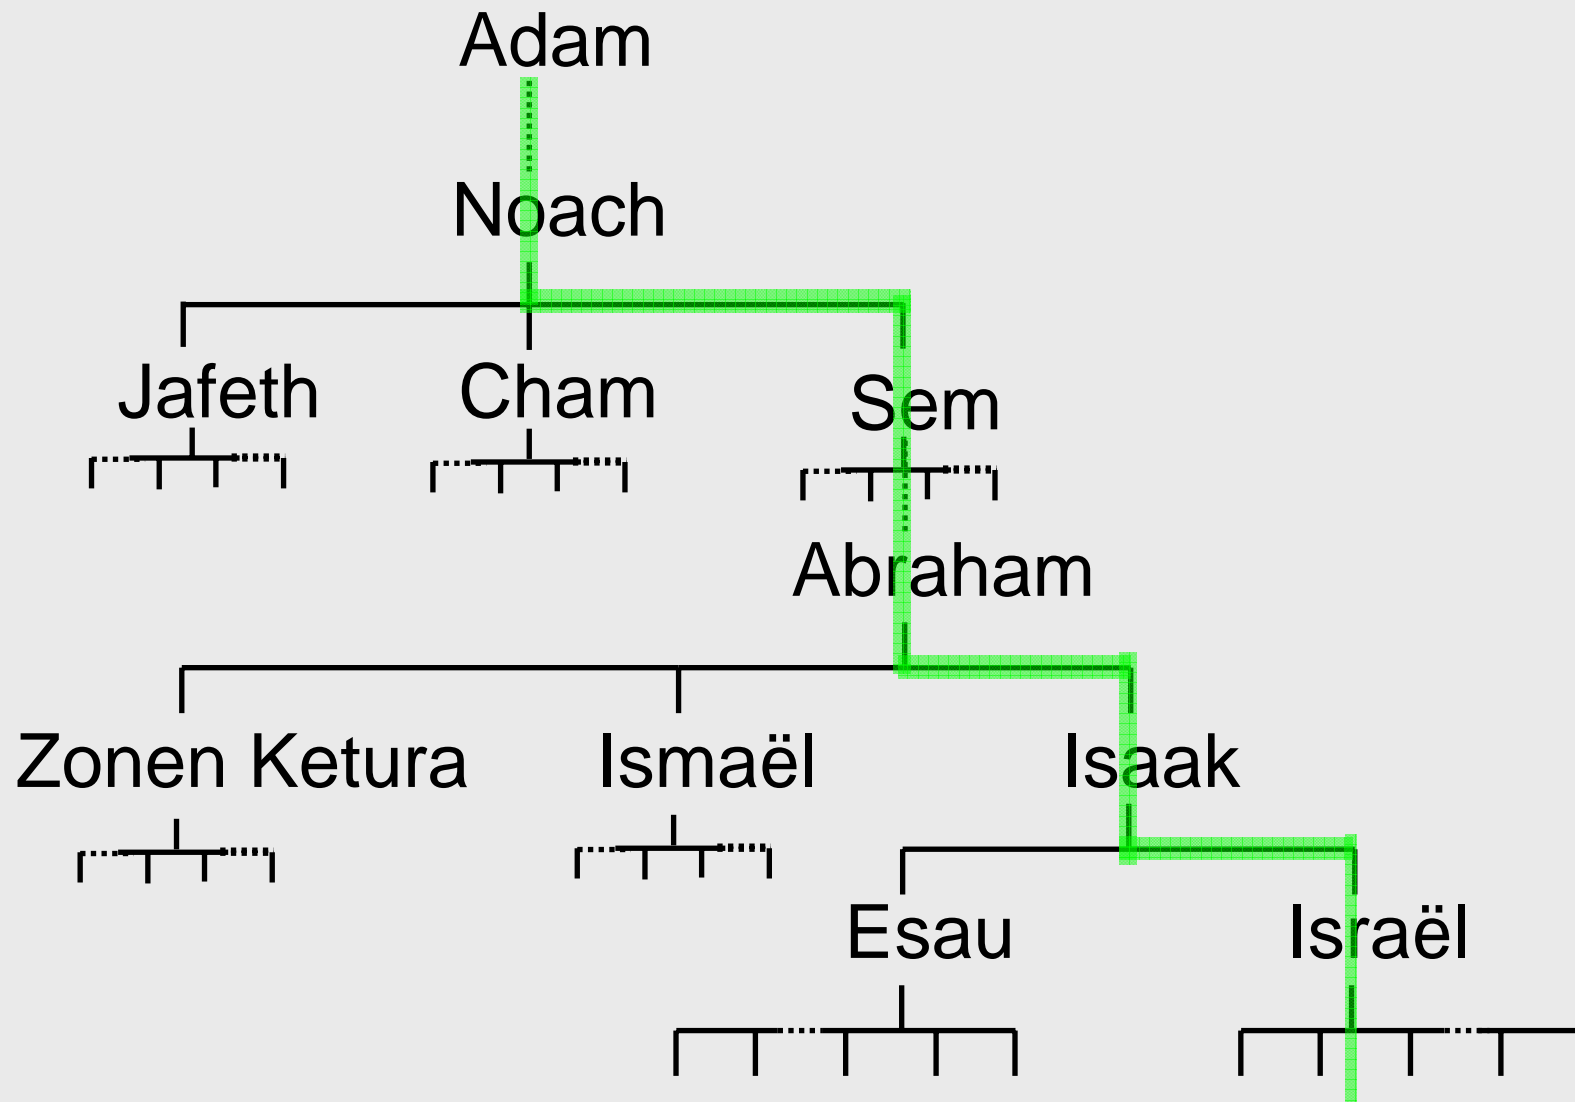 Adam
Noach
Jafeth Cham Sem
Abraham
Zonen Ketura Ismaël Isaak
Esau Israël